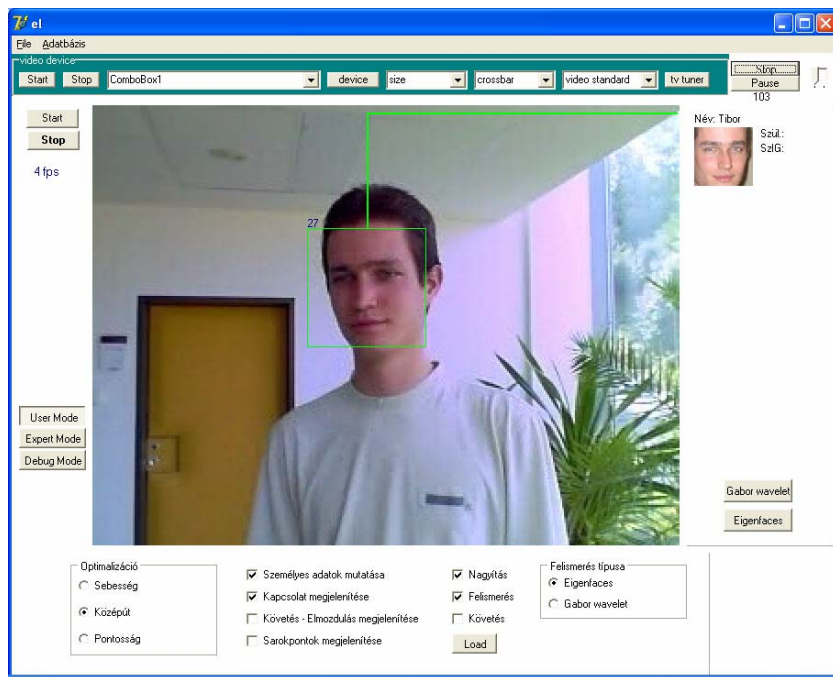 el
File Adatbázis
video device
Start Stop ComboBox1 device size crossbar video standard tv tuner
Stop
Pause
103
Start
Stop
4 fps
Név: Tibor
Szül.:
SzIG:
27
User Mode
Expert Mode
Debug Mode
Gabor wavelet
Eigenfaces
Optimalizáció
Sebesség
Középút
Pontosság
Személyes adatok mutatása
Kapcsolat megjelenítése
Követés - Elmozdulás megjelenítése
Sarokpontok megjelenítése
Nagyítás
Felismerés
Követés
Load
Felismerés típusa
Eigenfaces
Gabor wavelet